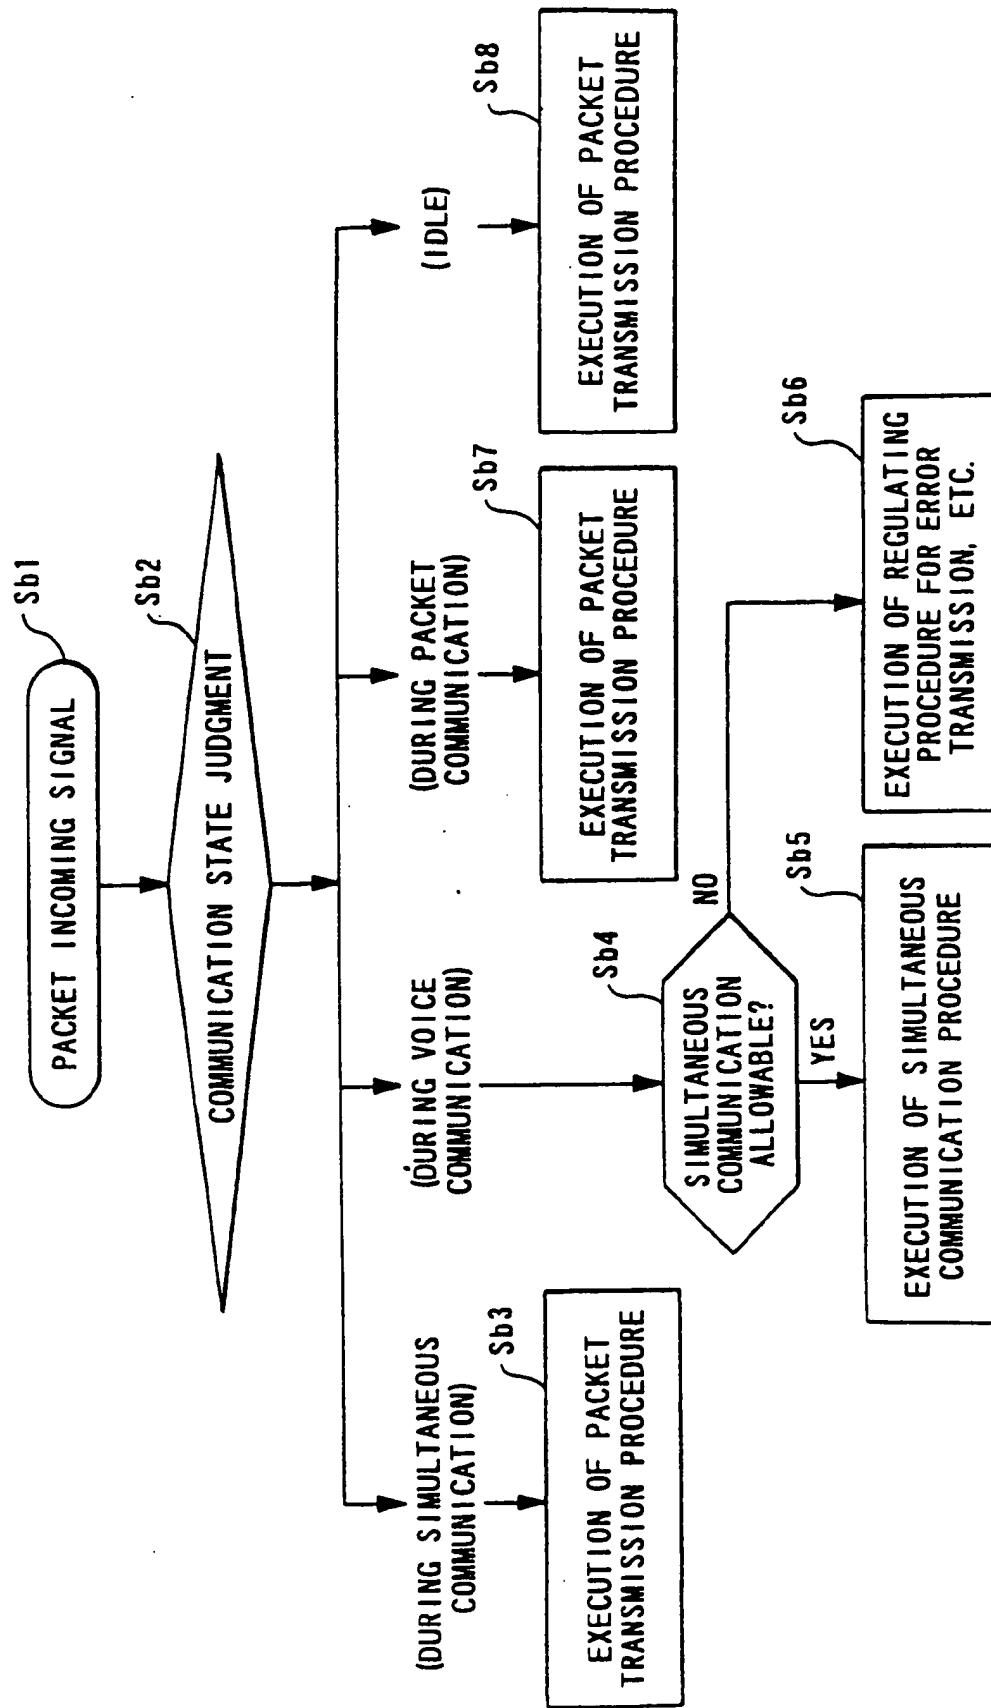 Sb1
PACKET INCOMING SIGNAL
Sb2
COMMUNICATION STATE JUDGMENT
(DURING SIMULTANEOUS
COMMUNICATION)
(DURING VOICE
COMMUNICATION)
(DURING PACKET
COMMUNICATION)
(IDLE)
Sb3
EXECUTION OF PACKET
TRANSMISSION PROCEDURE
Sb4
SIMULTANEOUS
COMMUNICATION
ALLOWABLE?
NO
YES
Sb7
EXECUTION OF PACKET
TRANSMISSION PROCEDURE
Sb8
EXECUTION OF PACKET
TRANSMISSION PROCEDURE
Sb5
EXECUTION OF SIMULTANEOUS
COMMUNICATION PROCEDURE
Sb6
EXECUTION OF REGULATING
PROCEDURE FOR ERROR
TRANSMISSION, ETC.